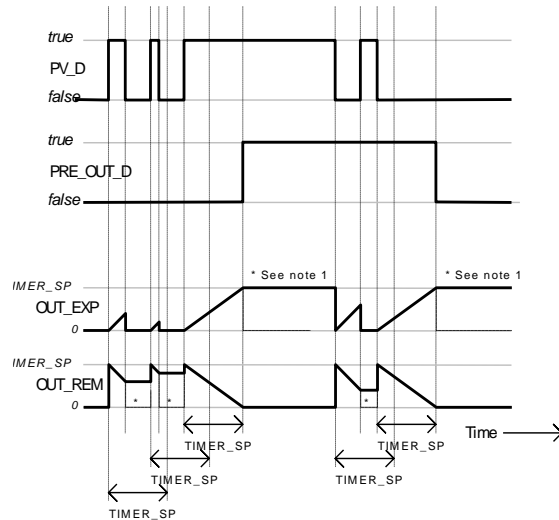 true
PV_D
false
true
PRE_OUT_D
false
* See note 1 * See note 1
IMER_SP
OUT_EXP
0
IMER_SP
OUT_REM
* * *
0
Time
TIMER_SP TIMER_SP
TIMER_SP TIMER_SP
TIMER_SP